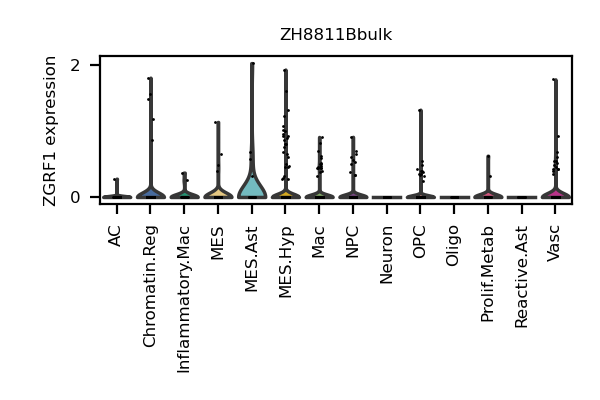 ZH8811Bbulk
ZGRF1 expression
2
0
AC
Chromatin.Reg
Inflammatory.Mac
MES
MES.Ast
MES.Hyp
Mac
NPC
Neuron
OPC
Oligo
Prolif.Metab
Reactive.Ast
Vasc